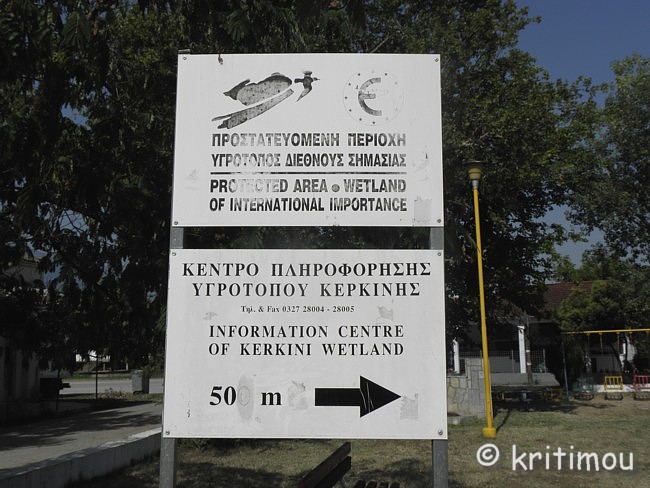 ΠΡΟΣΤΑΤΕΥΟΜΕΝΗ ΠΕΡΙΟΧΗ
ΥΓΡΟΤΟΠΟΣ ΔΙΕΘΝΟΥΣ ΣΗΜΑΣΙΑΣ
PROTECTED AREA • WETLAND
OF INTERNATIONAL IMPORTANCE
ΚΕΝΤΡΟ ΠΛΗΡΟΦΟΡΗΣΗΣ
ΥΓΡΟΤΟΠΟΥ ΚΕΡΚΙΝΗΣ
Τηλ. & Fax 0327 28004 - 28005
INFORMATION CENTRE
OF KERKINI WETLAND
50 m
© kritimou